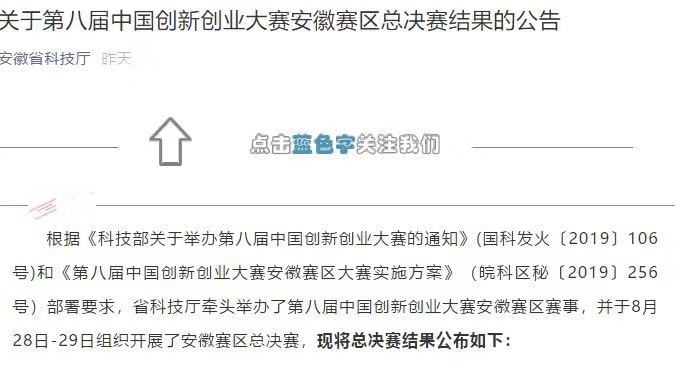 关于第八届中国创新创业大赛安徽赛区总决赛结果的公告
安徽省科技厅 昨天
点击蓝色字关注我们
根据《科技部关于举办第八届中国创新创业大赛的通知》(国科发火〔2019〕106
号)和《第八届中国创新创业大赛安徽赛区大赛实施方案》（皖科区秘〔2019〕256
号）部署要求，省科技厅牵头举办了第八届中国创新创业大赛安徽赛区赛事，并于8月
28日-29日组织开展了安徽赛区总决赛，现将总决赛结果公布如下：